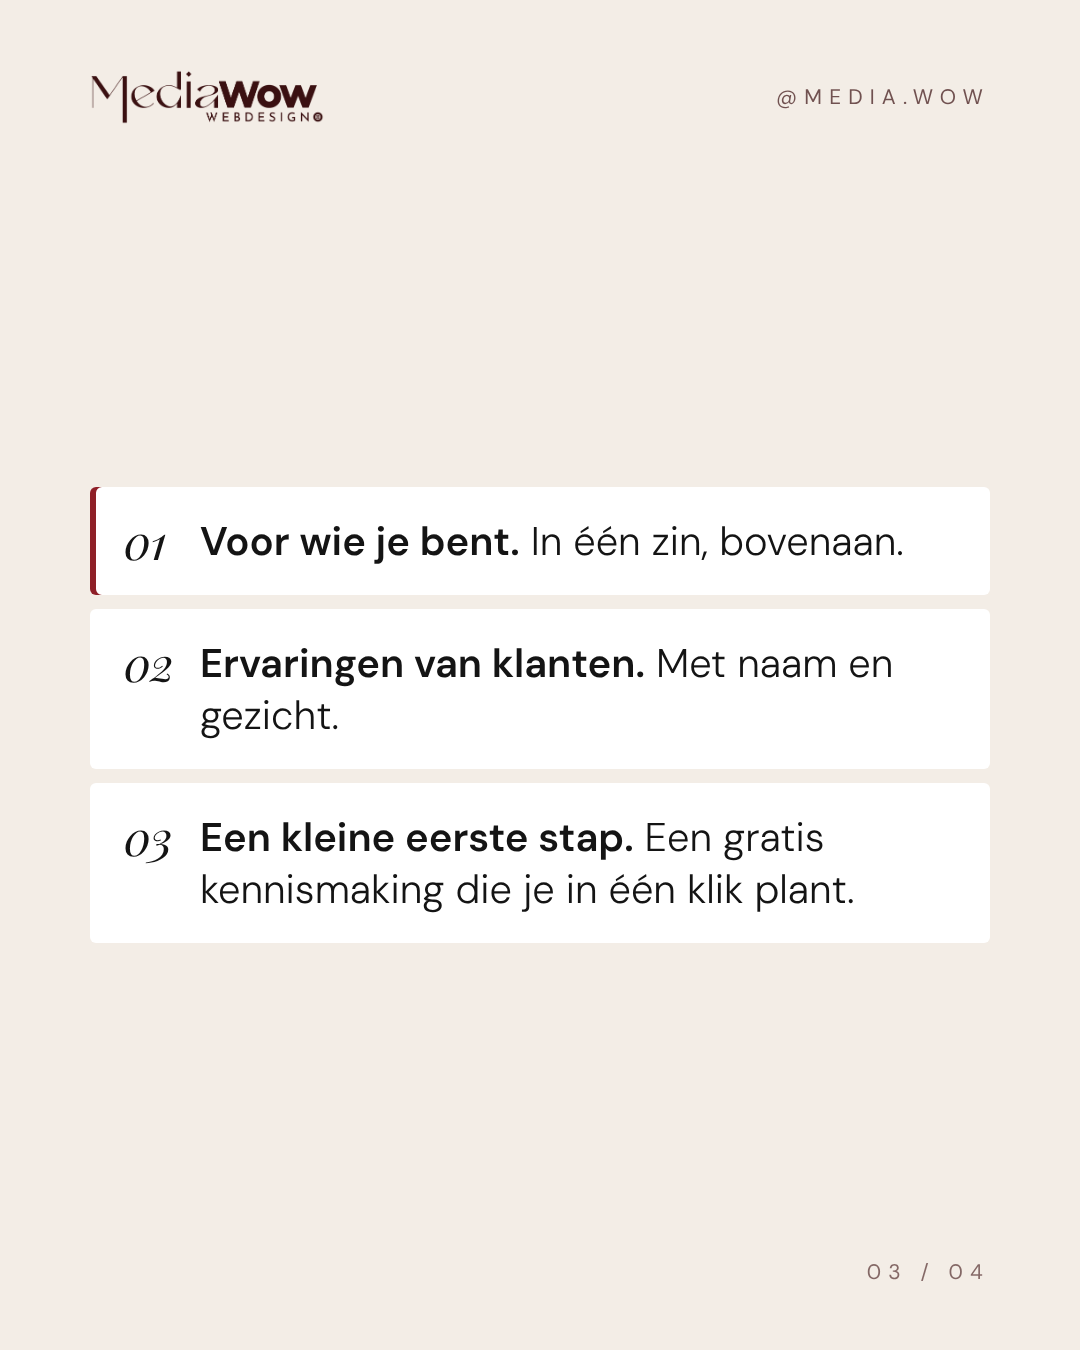 MediaWow
WEBDESIGN
@MEDIA.WOW
01 Voor wie je bent. In één zin, bovenaan.
02 Ervaringen van klanten. Met naam en
gezicht.
03 Een kleine eerste stap. Een gratis
kennismaking die je in één klik plant.
03 / 04